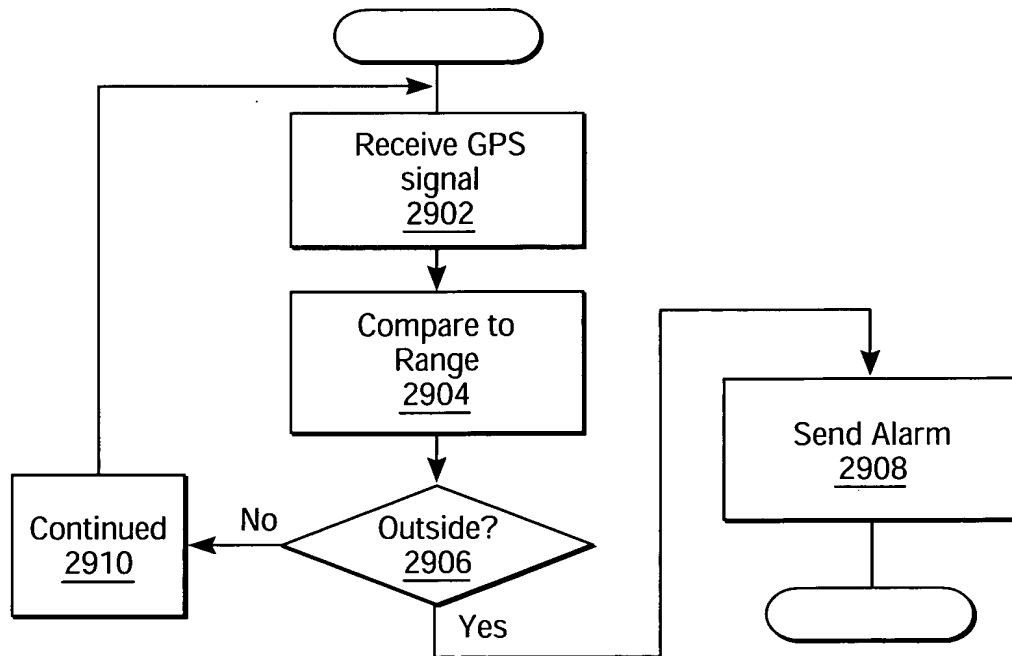 Receive GPS
signal
2902
Compare to
Range
2904
Send Alarm
2908
Continued
2910
No
Outside?
2906
Yes